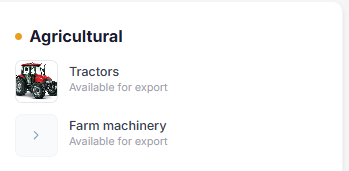 Agricultural
Tractors
Available for export
Farm machinery
Available for export